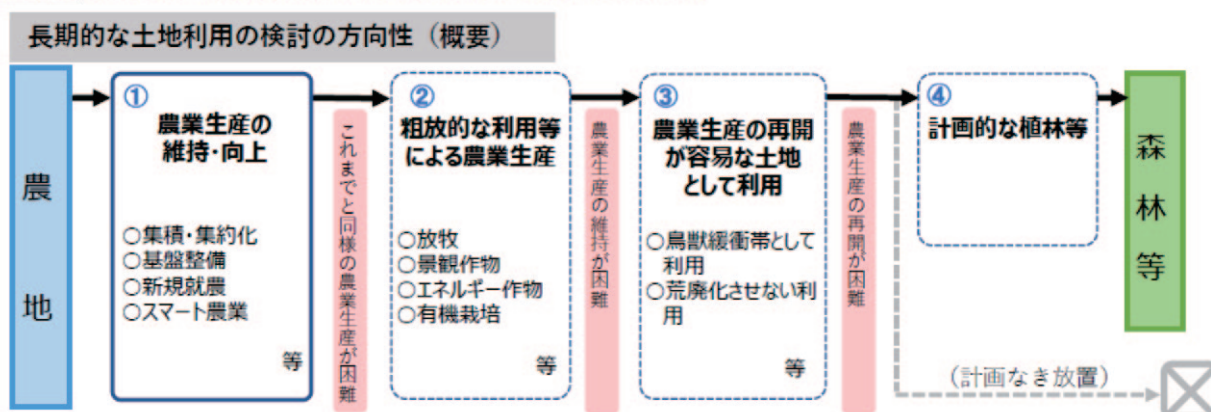 長期的な土地利用の検討の方向性（概要）
農地
①
農業生産の
維持・向上
○集積・集約化
○基盤整備
○新規就農
○スマート農業
等
これまでと同様の農業生産が困難
②
粗放的な利用等
による農業生産
○放牧
○景観作物
○エネルギー作物
○有機栽培
等
農業生産の維持が困難
③
農業生産の再開
が容易な土地
として利用
○鳥獣緩衝帯として
利用
○荒廃化させない利
用
等
農業生産の再開が困難
④
計画的な植林等
（計画なき放置）
森林等